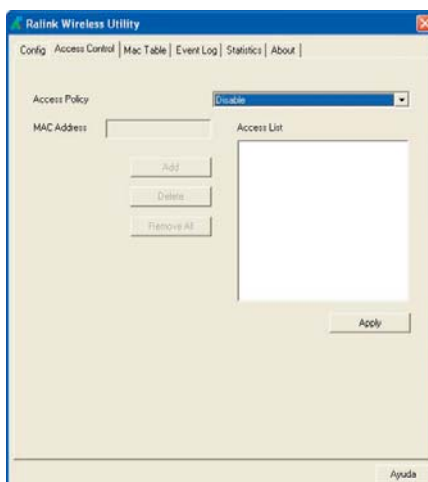 Ralink Wireless Utility
Config Access Control Mac Table Event Log Statistics About
Access Policy Disable
MAC Address Access List
Add
Delete
Remove All
Apply
Ayuda